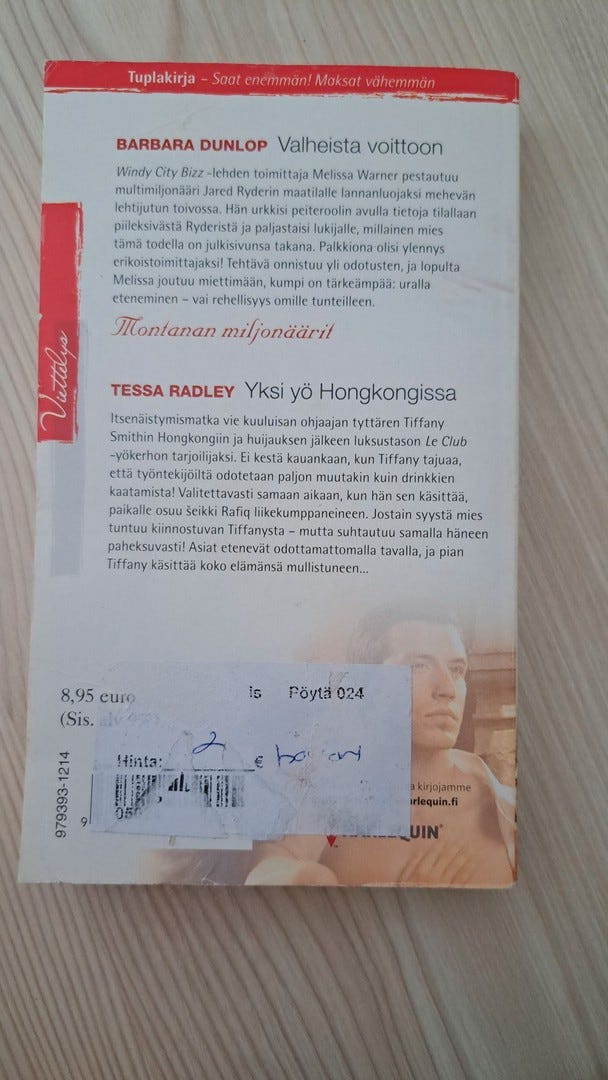 Tuplakirja – Saat enemmän! Maksat vähemmän
BARBARA DUNLOP Valheista voittoon
Windy City Bizz -lehden toimittaja Melissa Warner pestautuu
multimiljonääri Jared Ryderin maatilalle lannanluojaksi mehevän
lehtijutun toivossa. Hän urkkisi peiteroolin avulla tietoja tilallaan
piileksivästä Ryderistä ja paljastaisi lukijalle, millainen mies
tämä todella on julkisivunsa takana. Palkkiona olisi ylennys
erikoistoimittajaksi! Tehtävä onnistuu yli odotusten, ja lopulta
Melissa joutuu miettimään, kumpi on tärkeämpää: uralla
eteneminen – vai rehellisyys omille tunteilleen.
Montanan miljonäärit
Viettelys
TESSA RADLEY Yksi yö Hongkongissa
Itsenäistymismatka vie kuuluisan ohjaajan tyttären Tiffany
Smithin Hongkongiin ja huijauksen jälkeen luksustason Le Club
-yökerhon tarjoilijaksi. Ei kestä kauankaan, kun Tiffany tajuaa,
että työntekijöiltä odotetaan paljon muutakin kuin drinkkien
kaatamista! Valitettavasti samaan aikaan, kun hän sen käsittää,
paikalle osuu šeikki Rafiq liikekumppaneineen. Jostain syystä mies
tuntuu kiinnostuvan Tiffanysta – mutta suhtautuu samalla häneen
paheksuvasti! Asiat etenevät odottamattomalla tavalla, ja pian
Tiffany käsittää koko elämänsä mullistuneen...
8,95 euro
(Sis. alv
Is Pöytä 024
Hinta: 2 €
979393-1214
9
kirjojamme
arlequin.fi
HARLEQUIN